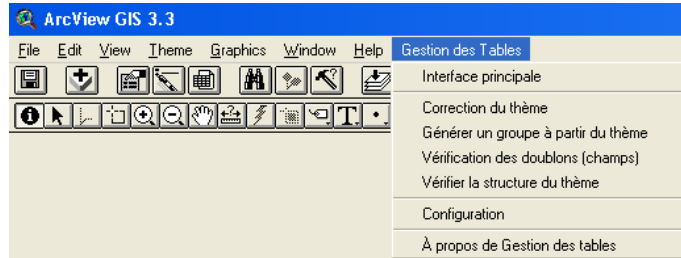 ArcView GIS 3.3
File Edit View Theme Graphics Window Help Gestion des Tables
Interface principale
Correction du thème
Générer un groupe à partir du thème
Vérification des doublons (champs)
Vérifier la structure du thème
Configuration
À propos de Gestion des tables